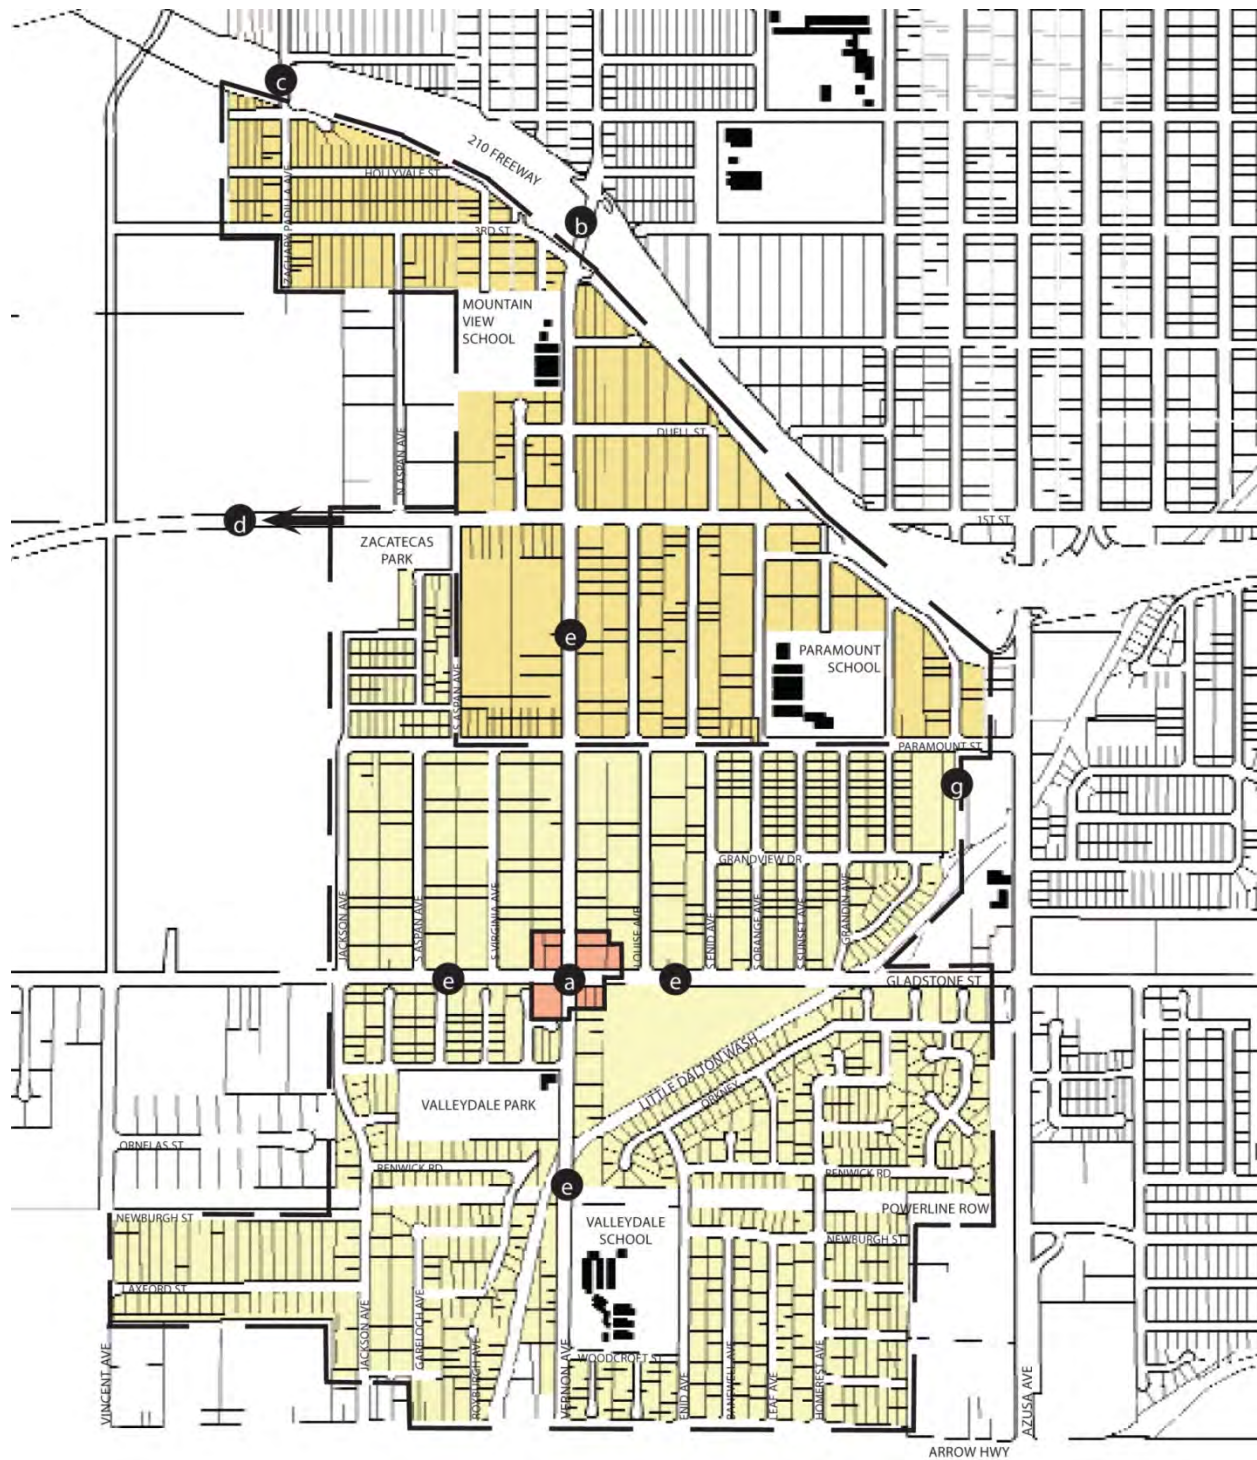 c
210 FREEWAY
HOLLYVALE ST
ZACHARY PADILLA AVE
b
3RD ST
MOUNTAIN
VIEW
SCHOOL
DUELL ST
N ASPAN AVE
d
1ST ST
ZACATECAS
PARK
e
PARAMOUNT
SCHOOL
S ASPAN AVE
PARAMOUNT ST
g
GRANDVIEW DR
JACKSON AVE
S ASPAN AVE
S VIRGINIA AVE
LOUISE AVE
S ENID AVE
S ORANGE AVE
S SUNSET AVE
GRANDIN AVE
e
a
e
GLADSTONE ST
LITTLE DALTON WASH
ORKNEY
VALLEYDALE PARK
ORNELAS ST
RENWICK RD
RENWICK RD
e
POWERLINE ROW
NEWBURGH ST
VALLEYDALE
SCHOOL
NEWBURGH ST
LAXFORD ST
WOODCROFT ST
VINCENT AVE
JACKSON AVE
GARELOCH AVE
ROXBURGH AVE
VERNON AVE
ENID AVE
BANEWELL AVE
LEAF AVE
HOMEREST AVE
AZUSA AVE
ARROW HWY